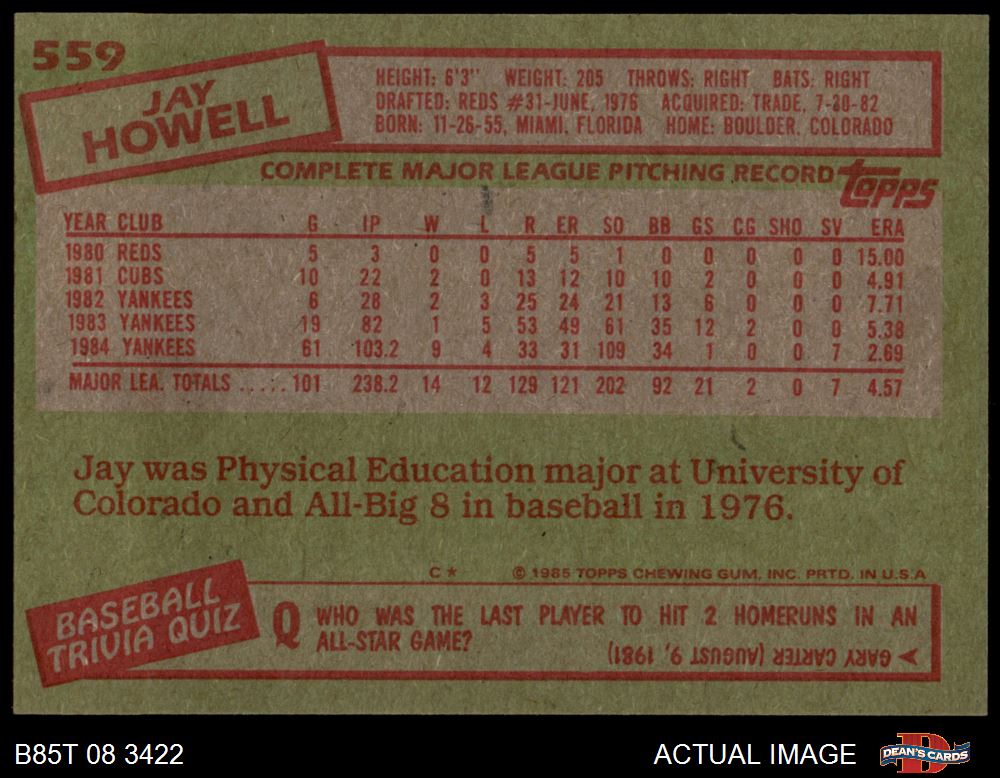 559
JAY
HOWELL
HEIGHT: 6'3" WEIGHT: 205 THROWS: RIGHT BATS: RIGHT
DRAFTED: REDS #31-JUNE, 1976 ACQUIRED: TRADE, 7-30-82
BORN: 11-26-55, MIAMI, FLORIDA HOME: BOULDER, COLORADO
COMPLETE MAJOR LEAGUE PITCHING RECORD
TOPPS
YEAR CLUB G IP W L R ER SO BB GS CG SHO SV ERA
1980 REDS 5 3 0 0 5 5 1 0 0 0 0 0 15.00
1981 CUBS 10 22 2 0 13 12 10 10 2 0 0 0 4.91
1982 YANKEES 6 28 2 3 25 24 21 13 6 0 0 0 7.71
1983 YANKEES 19 82 1 5 53 49 61 35 12 2 0 0 5.38
1984 YANKEES 61 103.2 9 4 33 31 109 34 1 0 0 7 2.69
MAJOR LEA. TOTALS ...... 101 238.2 14 12 129 121 202 92 21 2 0 7 4.57
Jay was Physical Education major at University of
Colorado and All-Big 8 in baseball in 1976.
C* © 1985 TOPPS CHEWING GUM, INC. PRTD. IN U.S.A
BASEBALL
TRIVIA QUIZ
Q WHO WAS THE LAST PLAYER TO HIT 2 HOMERUNS IN AN
ALL-STAR GAME?
GARY CARTER (AUGUST 9, 1981)
B85T 08 3422
ACTUAL IMAGE
DEAN'S CARDS